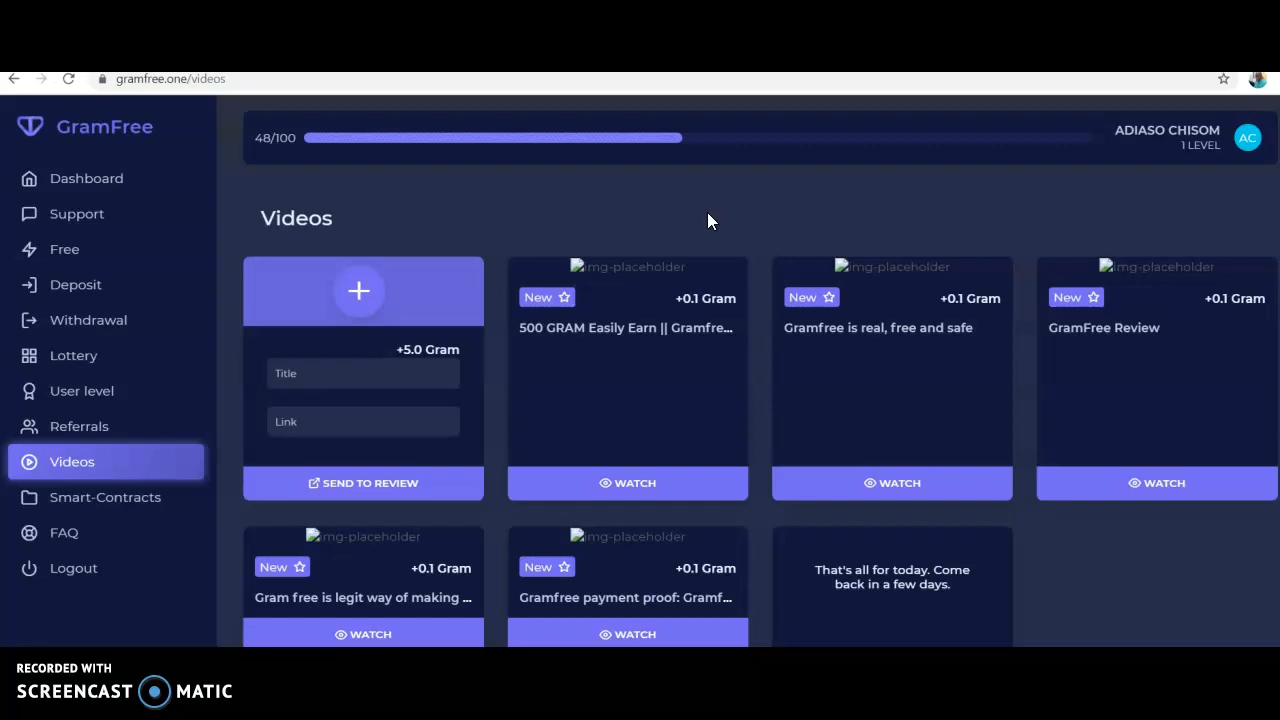 gramfree.one/videos
GramFree
48/100
ADIASO CHISOM
1 LEVEL
AC
Dashboard
Support
Free
Deposit
Withdrawal
Lottery
User level
Referrals
Videos
Smart-Contracts
FAQ
Logout
Videos
+5.0 Gram
Title
Link
SEND TO REVIEW
img-placeholder
New
+0.1 Gram
500 GRAM Easily Earn || Gramfre...
WATCH
img-placeholder
New
+0.1 Gram
Gramfree is real, free and safe
WATCH
img-placeholder
New
+0.1 Gram
GramFree Review
WATCH
img-placeholder
New
+0.1 Gram
Gram free is legit way of making ...
WATCH
img-placeholder
New
+0.1 Gram
Gramfree payment proof: Gramf...
WATCH
That's all for today. Come
back in a few days.
RECORDED WITH
SCREENCAST MATIC